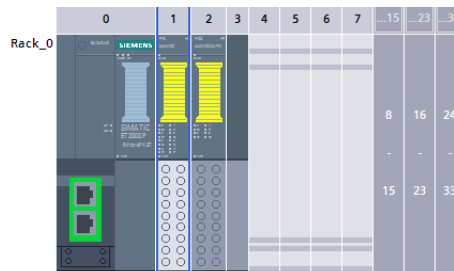 0 1 2 3 4 5 6 7 ...15 ...23 ...3
Rack_0
SIEMENS
SIMATIC
ET 200SP
8 16 24
- - -
15 23 33